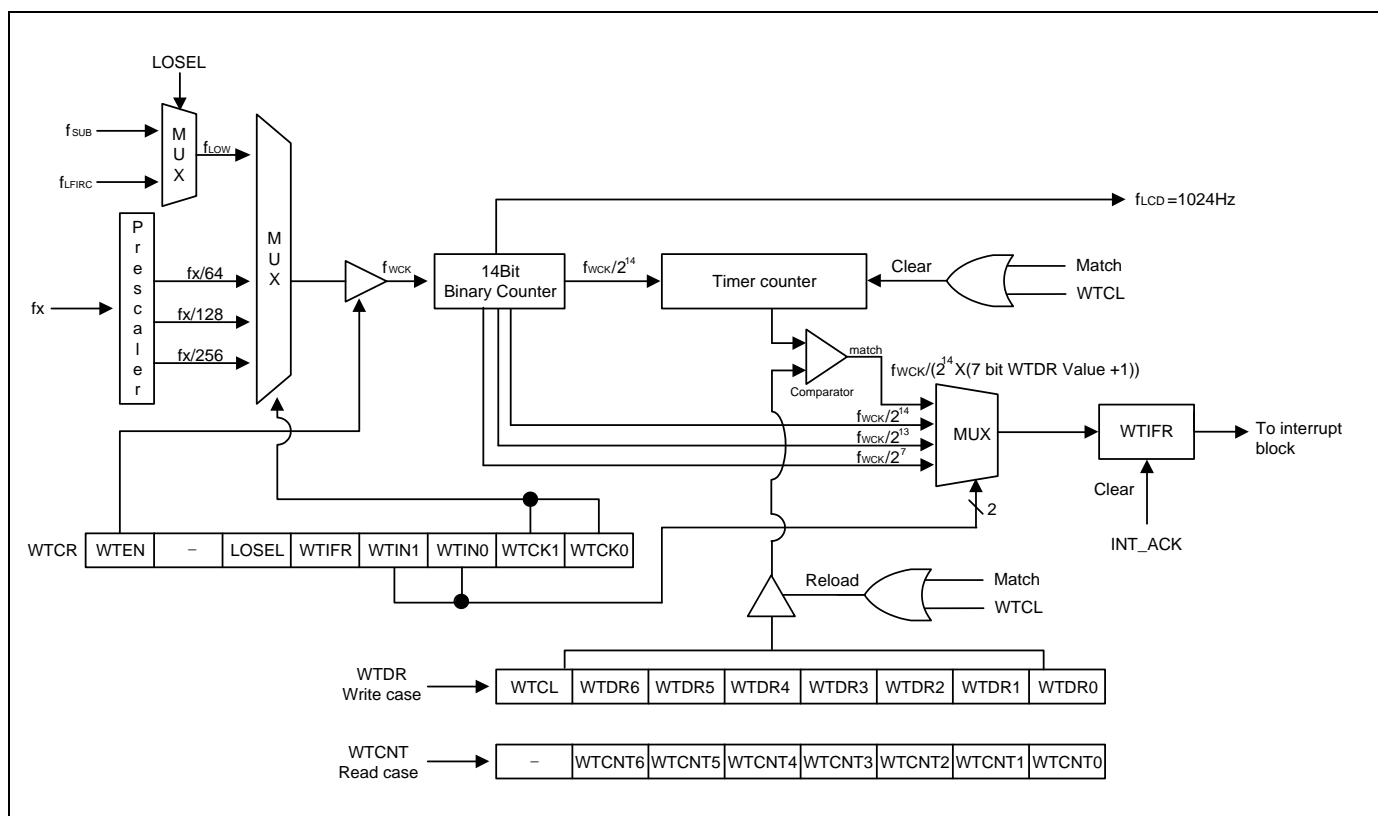 LOSEL
fSUB
MUX
fLOW
fLFIRC
Prescaler
MUX
fLCD=1024Hz
fx/64
fWCK
14Bit
Binary Counter
fWCK/2^14
Timer counter
Clear
Match
WTCL
fx
fx/128
fx/256
match
Comparator
fWCK/(2^14 X(7 bit WTDR Value +1))
fWCK/2^14
fWCK/2^13
fWCK/2^7
MUX
WTIFR
To interrupt
block
Clear
2
INT_ACK
WTCR WTEN – LOSEL WTIFR WTIN1 WTIN0 WTCK1 WTCK0
Reload
Match
WTCL
WTDR
Write case
WTCL WTDR6 WTDR5 WTDR4 WTDR3 WTDR2 WTDR1 WTDR0
WTCNT
Read case
– WTCNT6 WTCNT5 WTCNT4 WTCNT3 WTCNT2 WTCNT1 WTCNT0